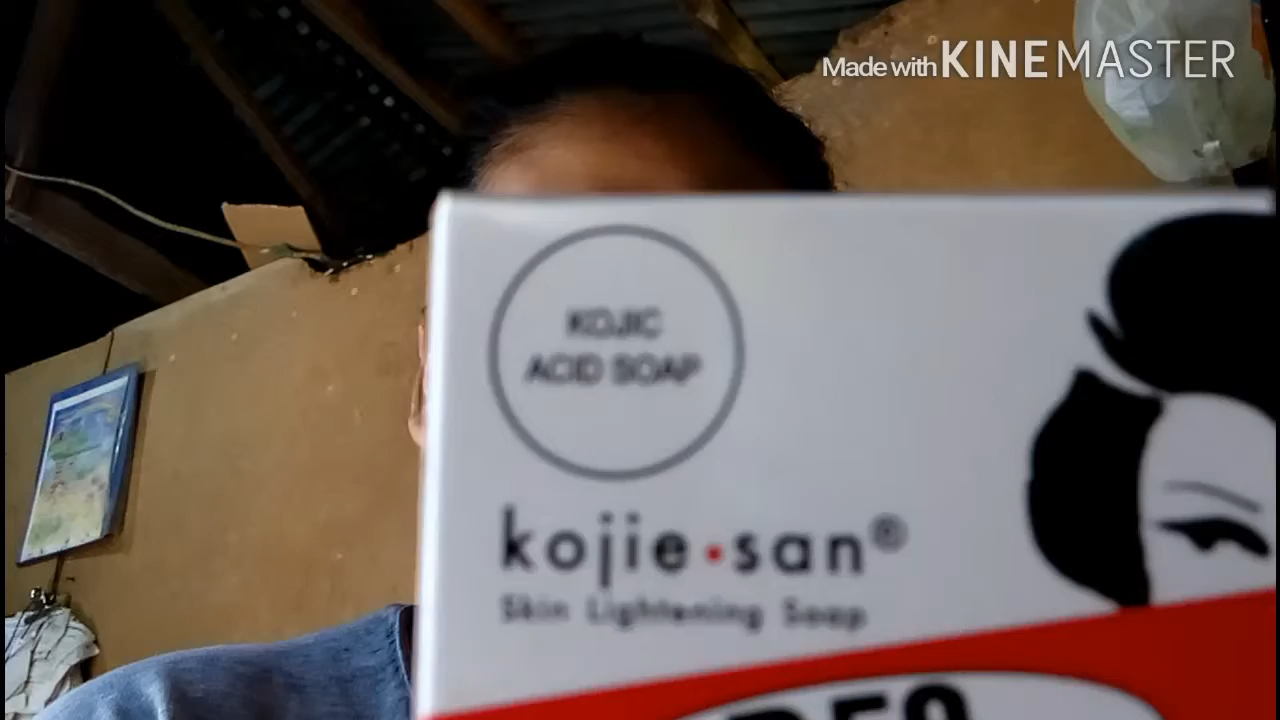 Made with KINEMASTER
KOJIC
ACID SOAP
kojie·san®
Skin Lightening Soap